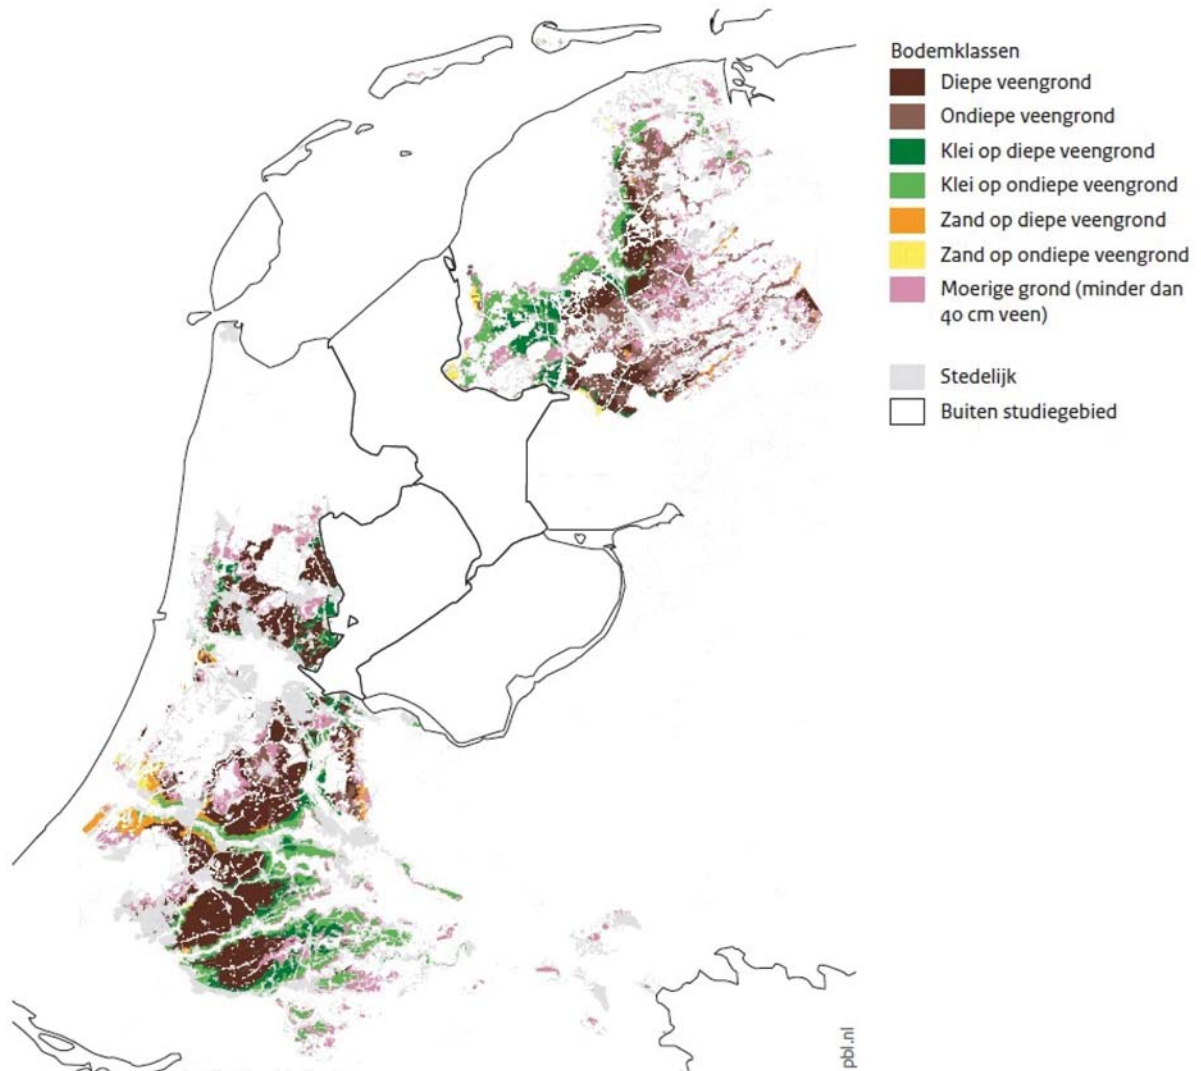 Bodemklassen
Diepe veengrond
Ondiepe veengrond
Klei op diepe veengrond
Klei op ondiepe veengrond
Zand op diepe veengrond
Zand op ondiepe veengrond
Moerige grond (minder dan
40 cm veen)
Stedelijk
Buiten studiegebied
pbl.nl